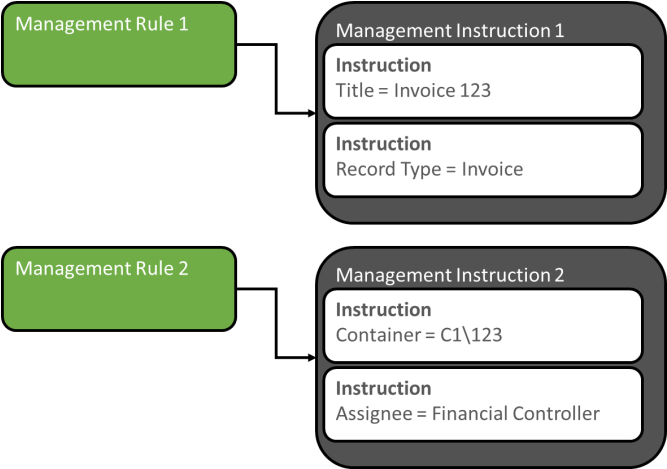 Management Rule 1
Management Instruction 1
Instruction
Title = Invoice 123
Instruction
Record Type = Invoice
Management Rule 2
Management Instruction 2
Instruction
Container = C1\123
Instruction
Assignee = Financial Controller